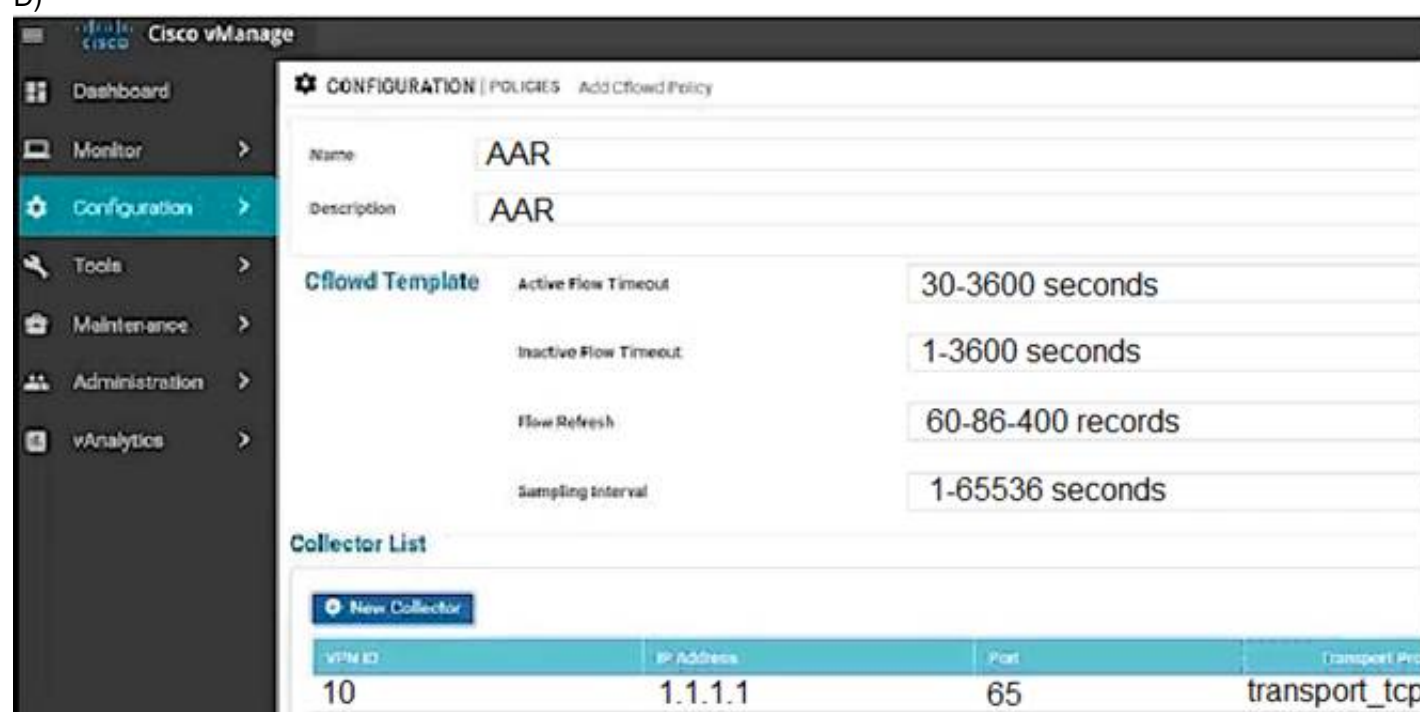 D)
cisco Cisco vManage
CONFIGURATION | POLICIES Add Cflowd Policy
Dashboard
Monitor
Configuration
Tools
Maintenance
Administration
vAnalytics
Name AAR
Description AAR
Cflowd Template Active Flow Timeout 30-3600 seconds
Inactive Flow Timeout 1-3600 seconds
Flow Refresh 60-86-400 records
Sampling Interval 1-65536 seconds
Collector List
New Collector
VPN ID IP Address Port Transport Pro
10 1.1.1.1 65 transport_tcp